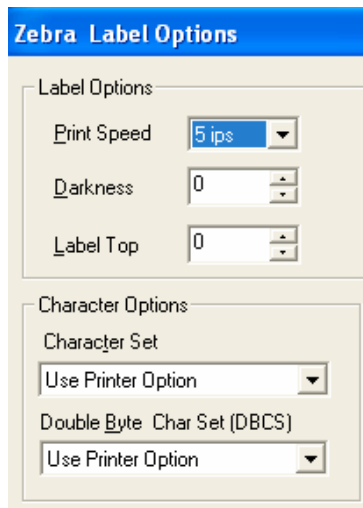 Zebra Label Options
Label Options
Print Speed 5 ips
Darkness 0
Label Top 0
Character Options
Character Set
Use Printer Option
Double Byte Char Set (DBCS)
Use Printer Option